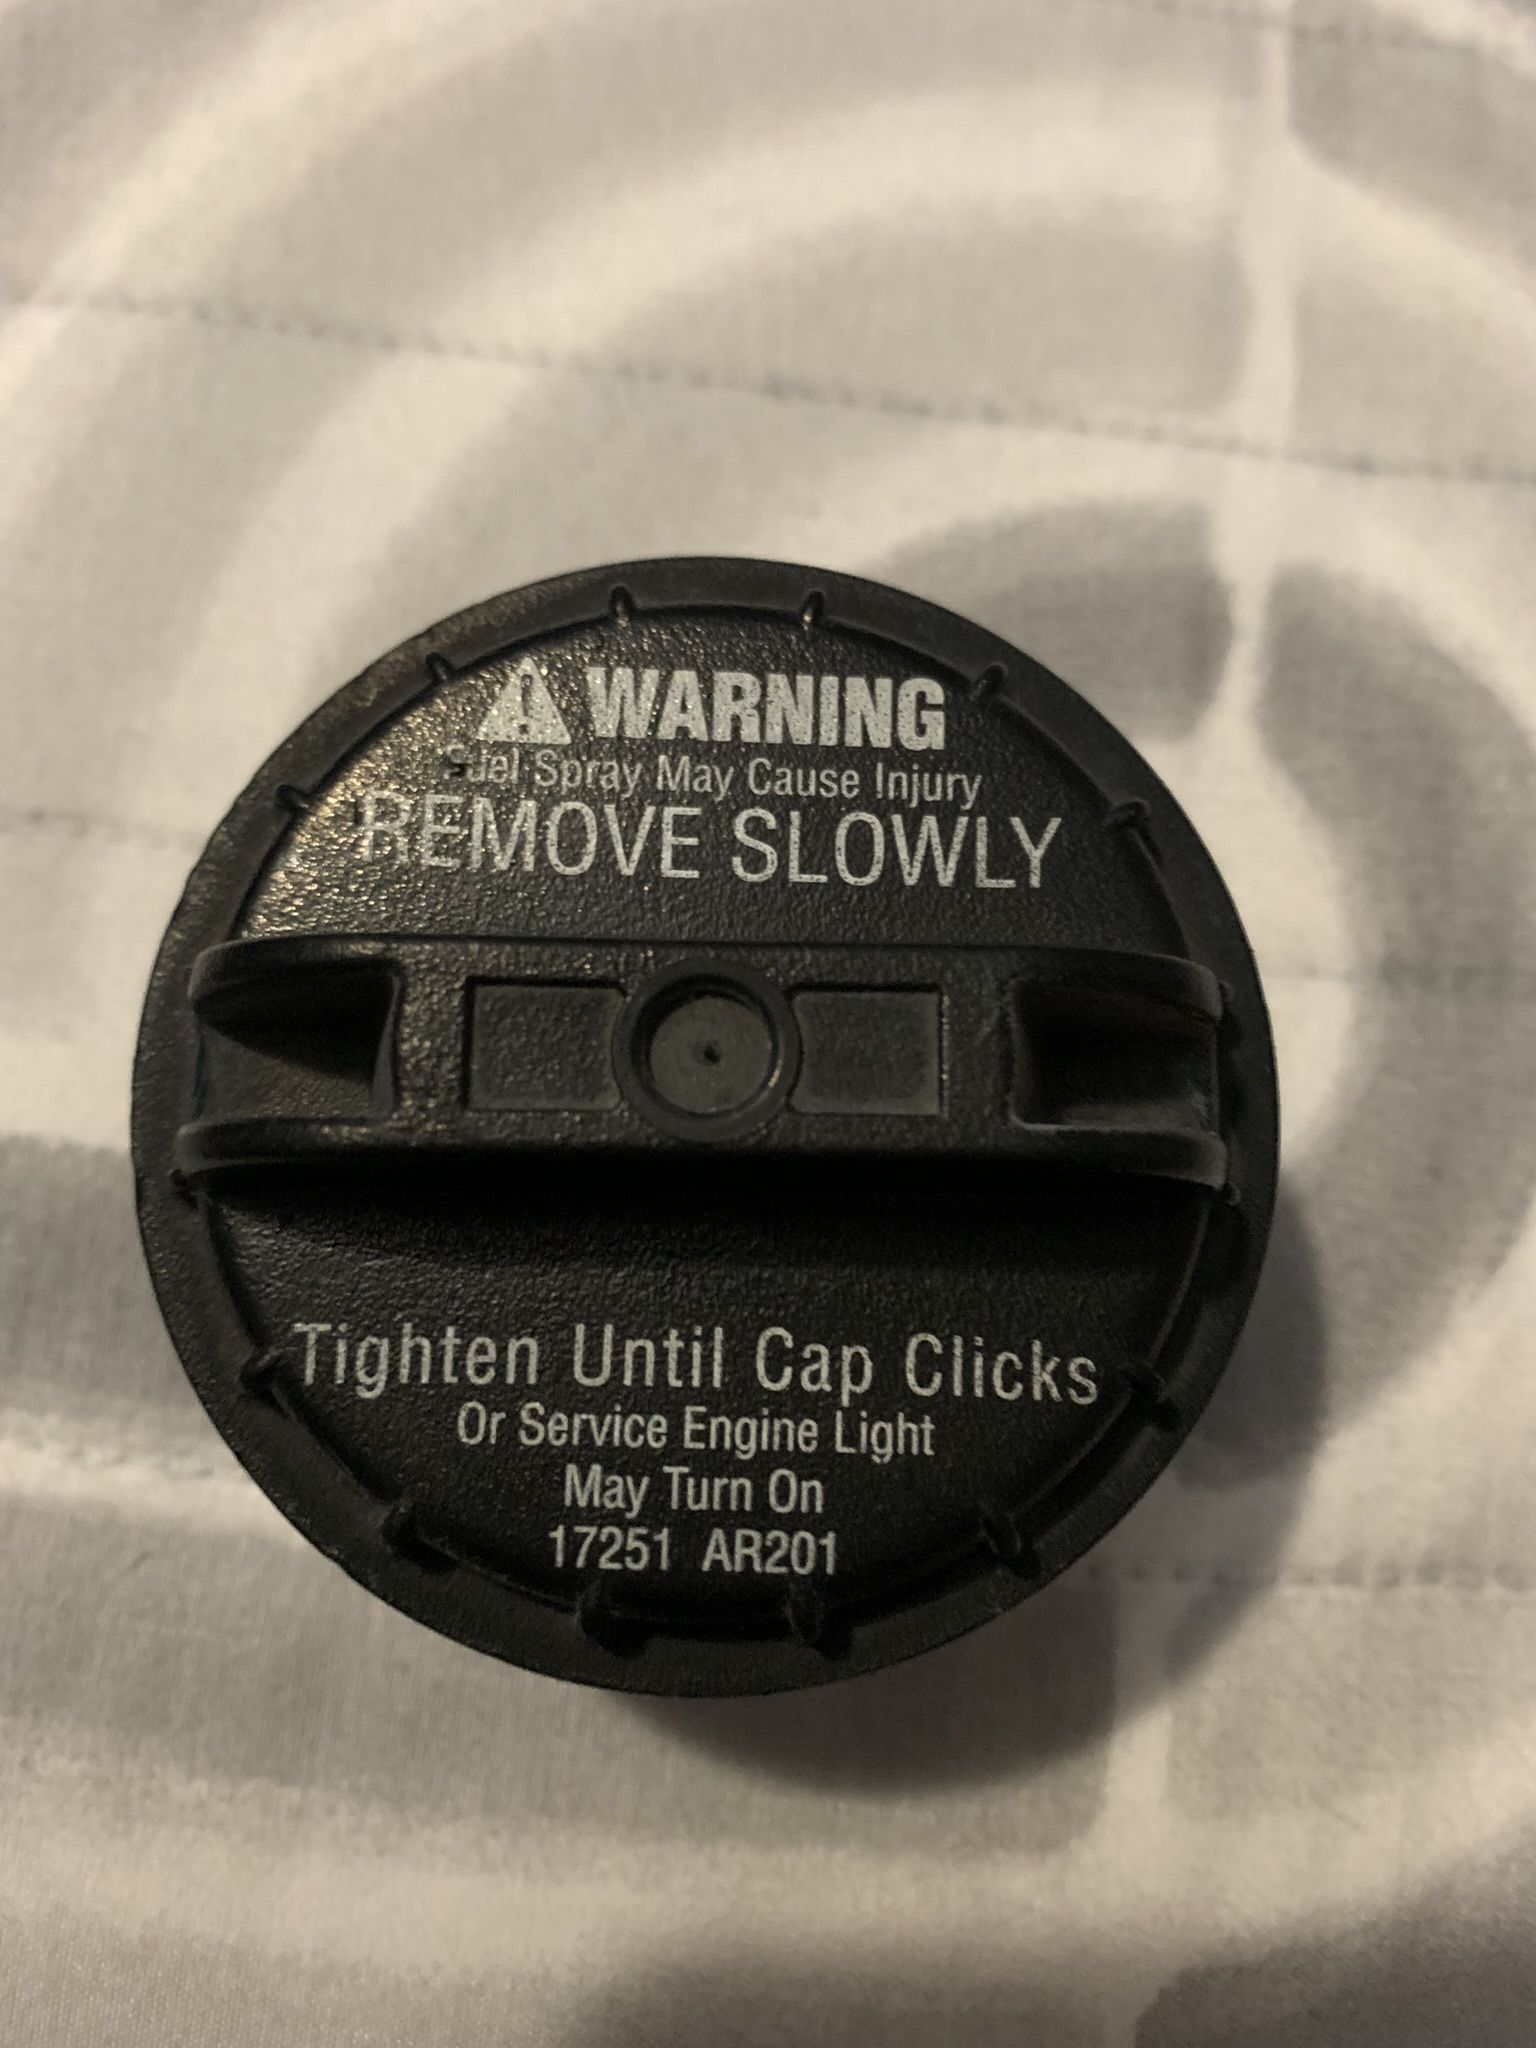 WARNING
Fuel Spray May Cause Injury
REMOVE SLOWLY
Tighten Until Cap Clicks
Or Service Engine Light
May Turn On
17251 AR201